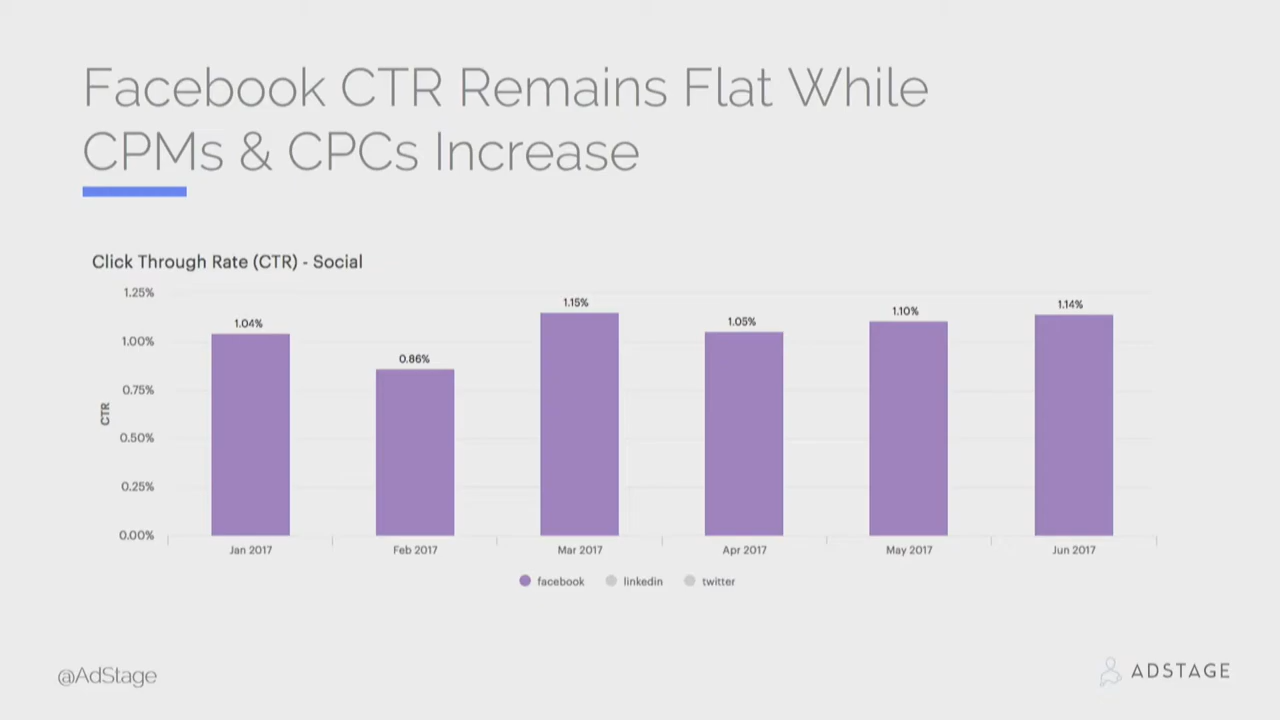 Facebook CTR Remains Flat While
CPMs & CPCs Increase
Click Through Rate (CTR) - Social
1.25%
1.00%
0.75%
0.50%
0.25%
0.00%
CTR
1.04%
0.86%
1.15%
1.05%
1.10%
1.14%
Jan 2017
Feb 2017
Mar 2017
Apr 2017
May 2017
Jun 2017
facebook
linkedin
twitter
@AdStage
ADSTAGE